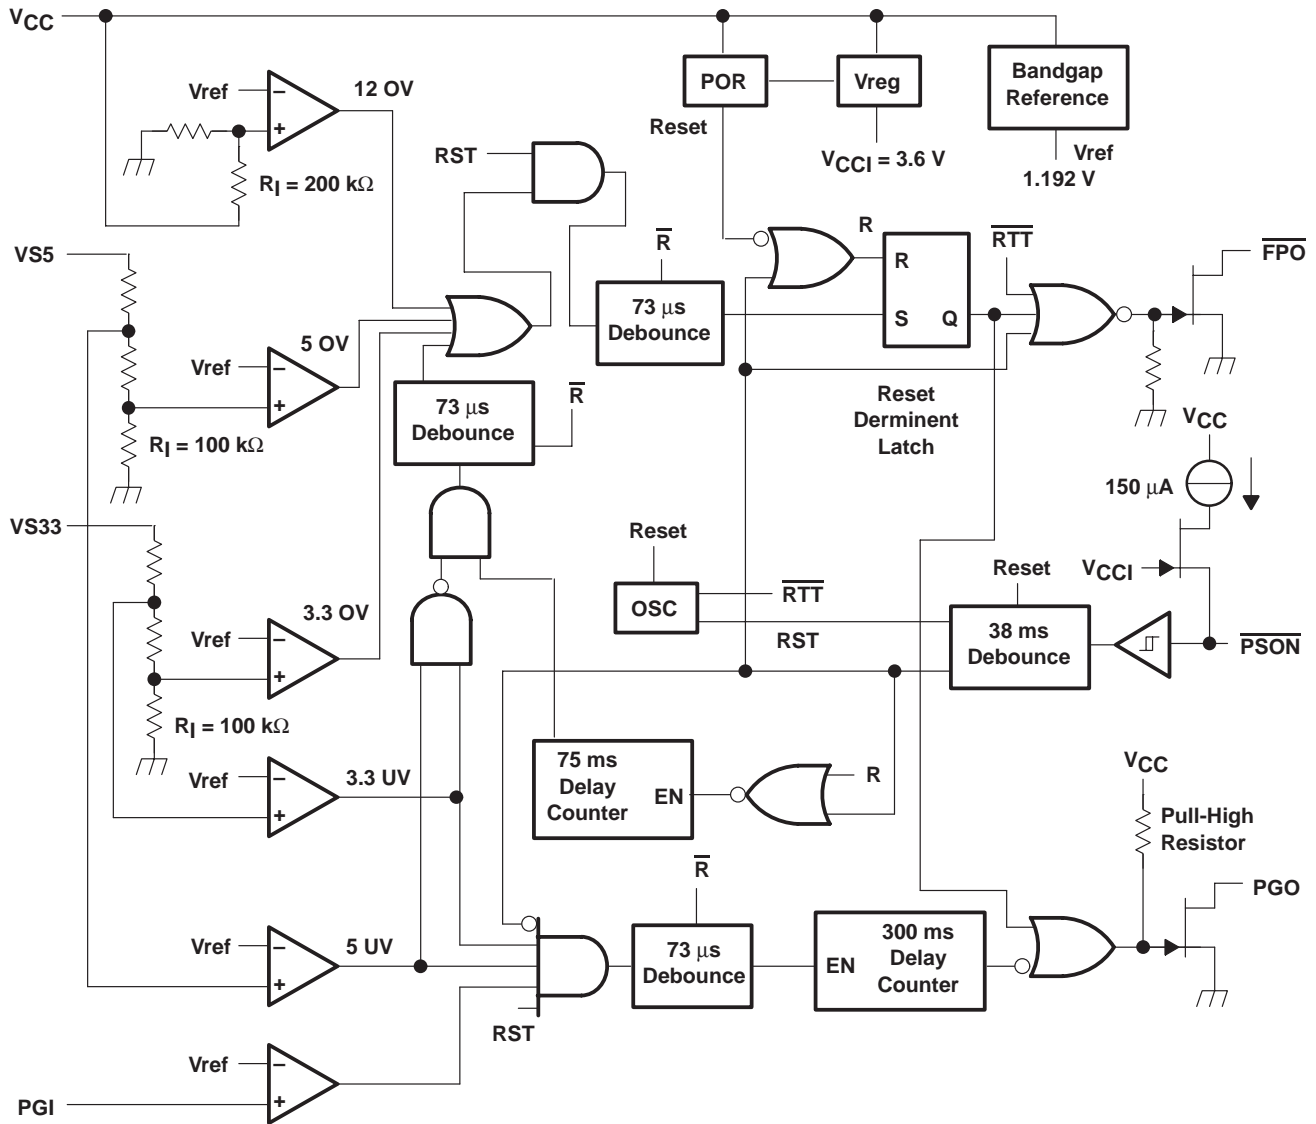 VCC
Vref
12 OV
RI = 200 kΩ
RST
POR
Vreg
Bandgap
Reference
Reset
VCCI = 3.6 V
Vref
1.192 V
VS5
R̅
73 μs
Debounce
R
R
S
Q
R̅T̅T̅
F̅P̅O̅
Vref
5 OV
RI = 100 kΩ
73 μs
Debounce
R̅
Reset
Derminent
Latch
VCC
150 μA
VS33
Reset
OSC
R̅T̅T̅
RST
Reset
38 ms
Debounce
VCCI
P̅S̅O̅N̅
Vref
3.3 OV
RI = 100 kΩ
Vref
3.3 UV
75 ms
Delay
Counter
EN
R
VCC
Pull-High
Resistor
PGO
Vref
5 UV
RST
R̅
73 μs
Debounce
EN
300 ms
Delay
Counter
Vref
PGI
− + − + − + − + − + − +